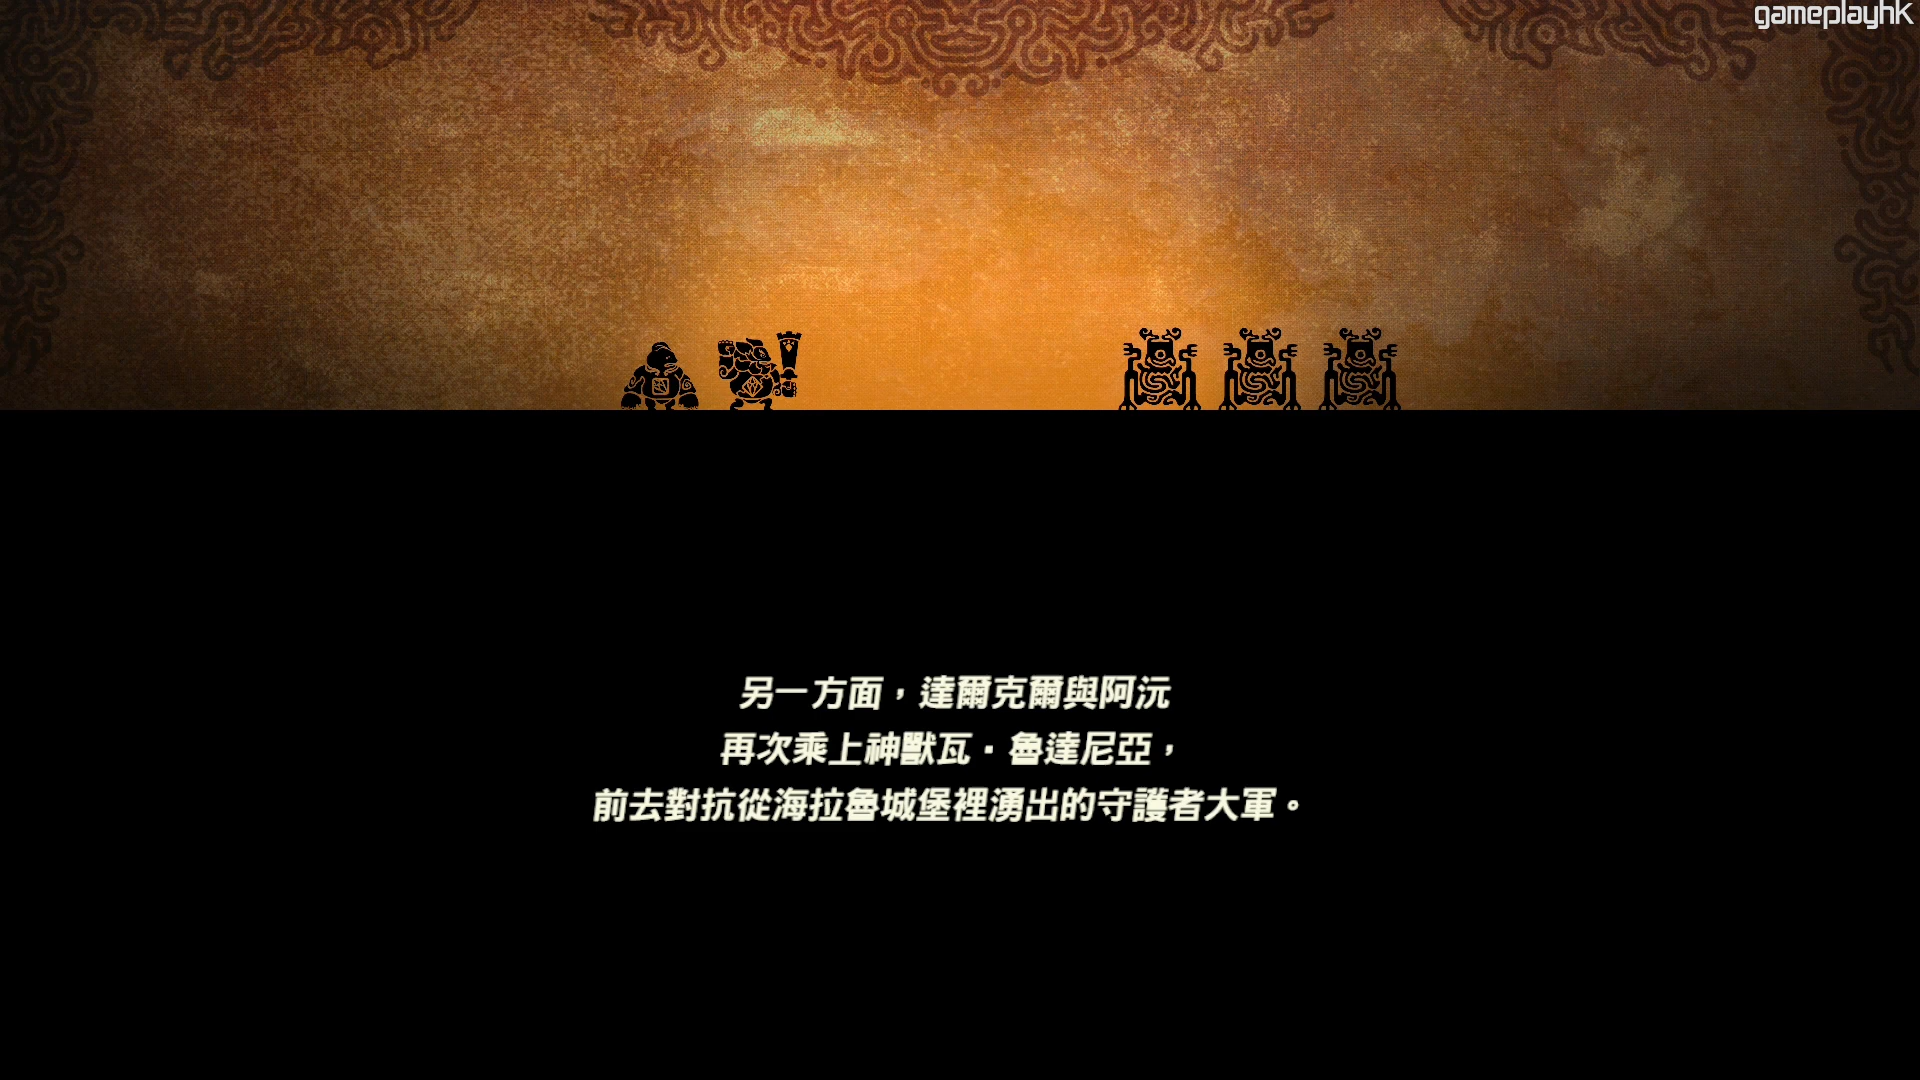 gameplayhk
另一方面，達爾克爾與阿沅
再次乘上神獸瓦・魯達尼亞，
前去對抗從海拉魯城堡裡湧出的守護者大軍。